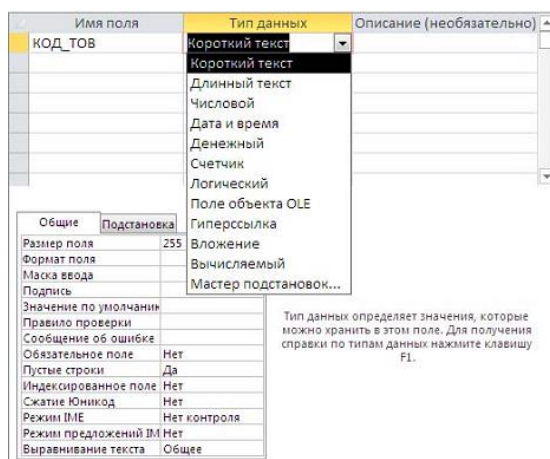 Имя поля Тип данных Описание (необязательно)
КОД_ТОВ Короткий текст
Короткий текст
Длинный текст
Числовой
Дата и время
Денежный
Счетчик
Логический
Поле объекта OLE
Гиперссылка
Вложение
Вычисляемый
Мастер подстановок...
Общие Подстановка
Размер поля 255
Формат поля
Маска ввода
Подпись
Значение по умолчани
Правило проверки
Сообщение об ошибке
Обязательное поле Нет
Пустые строки Да
Индексированное поле Нет
Сжатие Юникод Нет
Режим IME Нет контроля
Режим предложений IM Нет
Выравнивание текста Общее
Тип данных определяет значения, которые
можно хранить в этом поле. Для получения
справки по типам данных нажмите клавишу
F1.